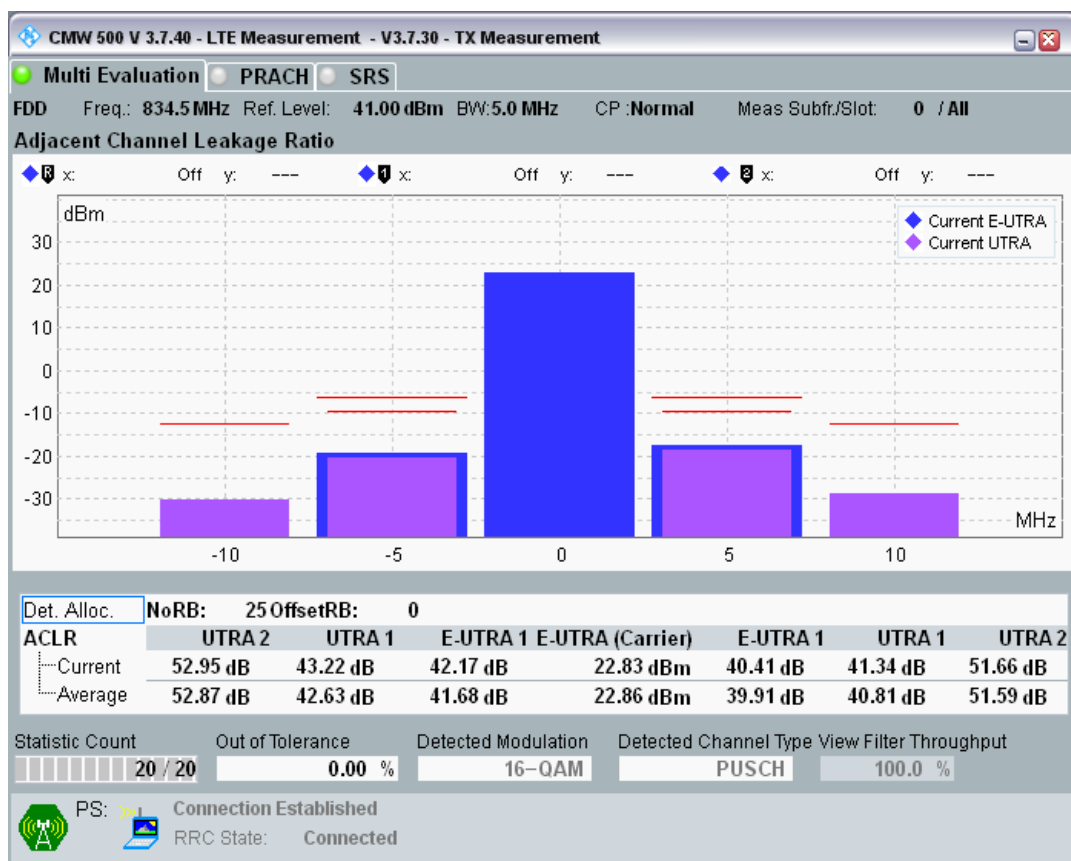 CMW 500 V 3.7.40 - LTE Measurement - V3.7.30 - TX Measurement
Multi Evaluation PRACH SRS
FDD Freq.: 834.5 MHz Ref. Level: 41.00 dBm BW:5.0 MHz CP :Normal Meas Subfr./Slot: 0 / All
Adjacent Channel Leakage Ratio
R x: Off y: --- 1 x: Off y: --- 2 x: Off y: ---
dBm
Current E-UTRA
Current UTRA
30
20
10
0
-10
-20
-30
MHz
-10 -5 0 5 10
Det. Alloc. NoRB: 25 OffsetRB: 0
ACLR UTRA 2 UTRA 1 E-UTRA 1 E-UTRA (Carrier) E-UTRA 1 UTRA 1 UTRA 2
Current 52.95 dB 43.22 dB 42.17 dB 22.83 dBm 40.41 dB 41.34 dB 51.66 dB
Average 52.87 dB 42.63 dB 41.68 dB 22.86 dBm 39.91 dB 40.81 dB 51.59 dB
Statistic Count Out of Tolerance Detected Modulation Detected Channel Type View Filter Throughput
20 / 20 0.00 % 16-QAM PUSCH 100.0 %
PS: Connection Established
RRC State: Connected